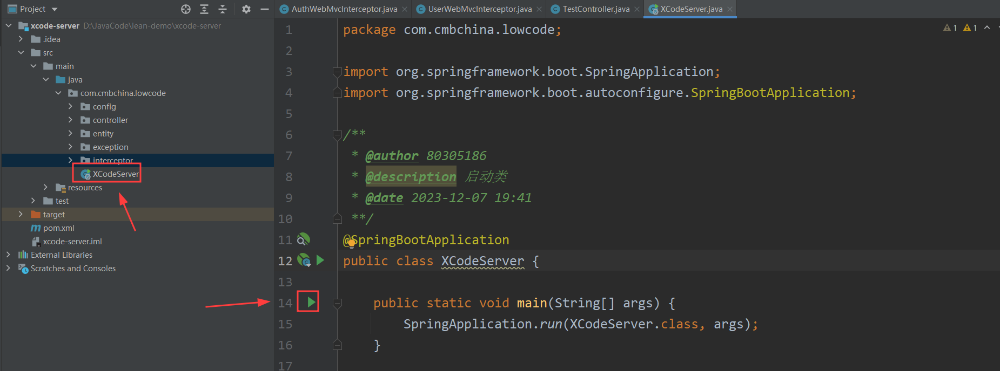 Project
xcode-server D:\JavaCode\lean-demo\xcode-server
.idea
src
main
java
com.cmbchina.lowcode
config
controller
entity
exception
interceptor
XCodeServer
resources
test
target
pom.xml
xcode-server.iml
External Libraries
Scratches and Consoles
AuthWebMvcInterceptor.java UserWebMvcInterceptor.java TestController.java XCodeServer.java
1 package com.cmbchina.lowcode; 1 1
2
3 import org.springframework.boot.SpringApplication;
4 import org.springframework.boot.autoconfigure.SpringBootApplication;
5
6 /**
7 * @author 80305186
8 * @description 启动类
9 * @date 2023-12-07 19:41
10 **/
11 @SpringBootApplication
12 public class XCodeServer {
13
14 public static void main(String[] args) {
15 SpringApplication.run(XCodeServer.class, args);
16 }
17